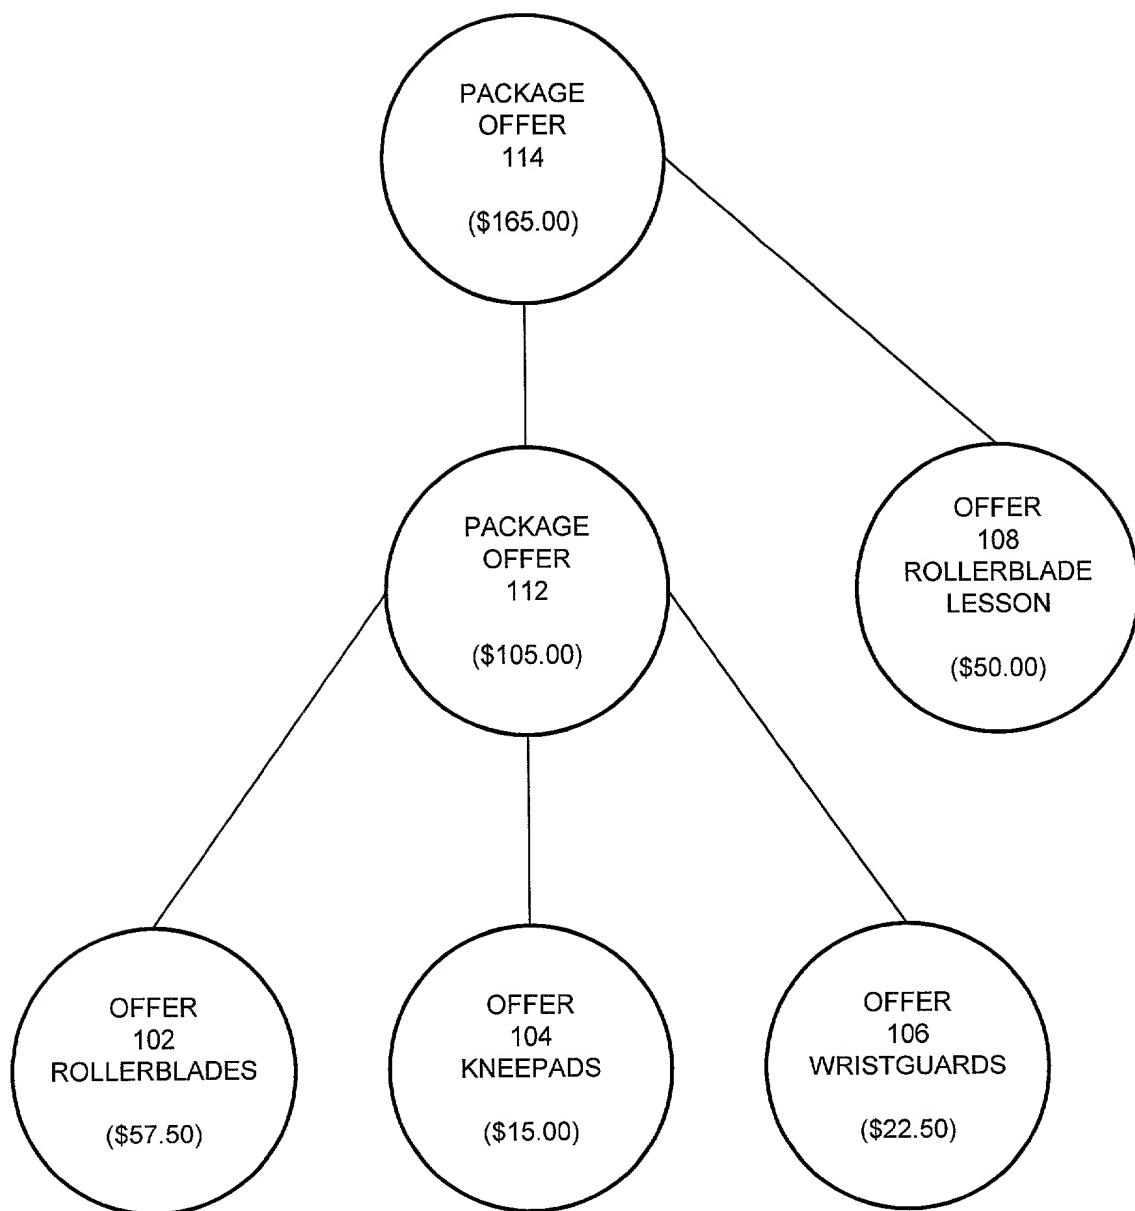 PACKAGE
OFFER
114
($165.00)
PACKAGE
OFFER
112
($105.00)
OFFER
108
ROLLERBLADE
LESSON
($50.00)
OFFER
102
ROLLERBLADES
($57.50)
OFFER
104
KNEEPADS
($15.00)
OFFER
106
WRISTGUARDS
($22.50)